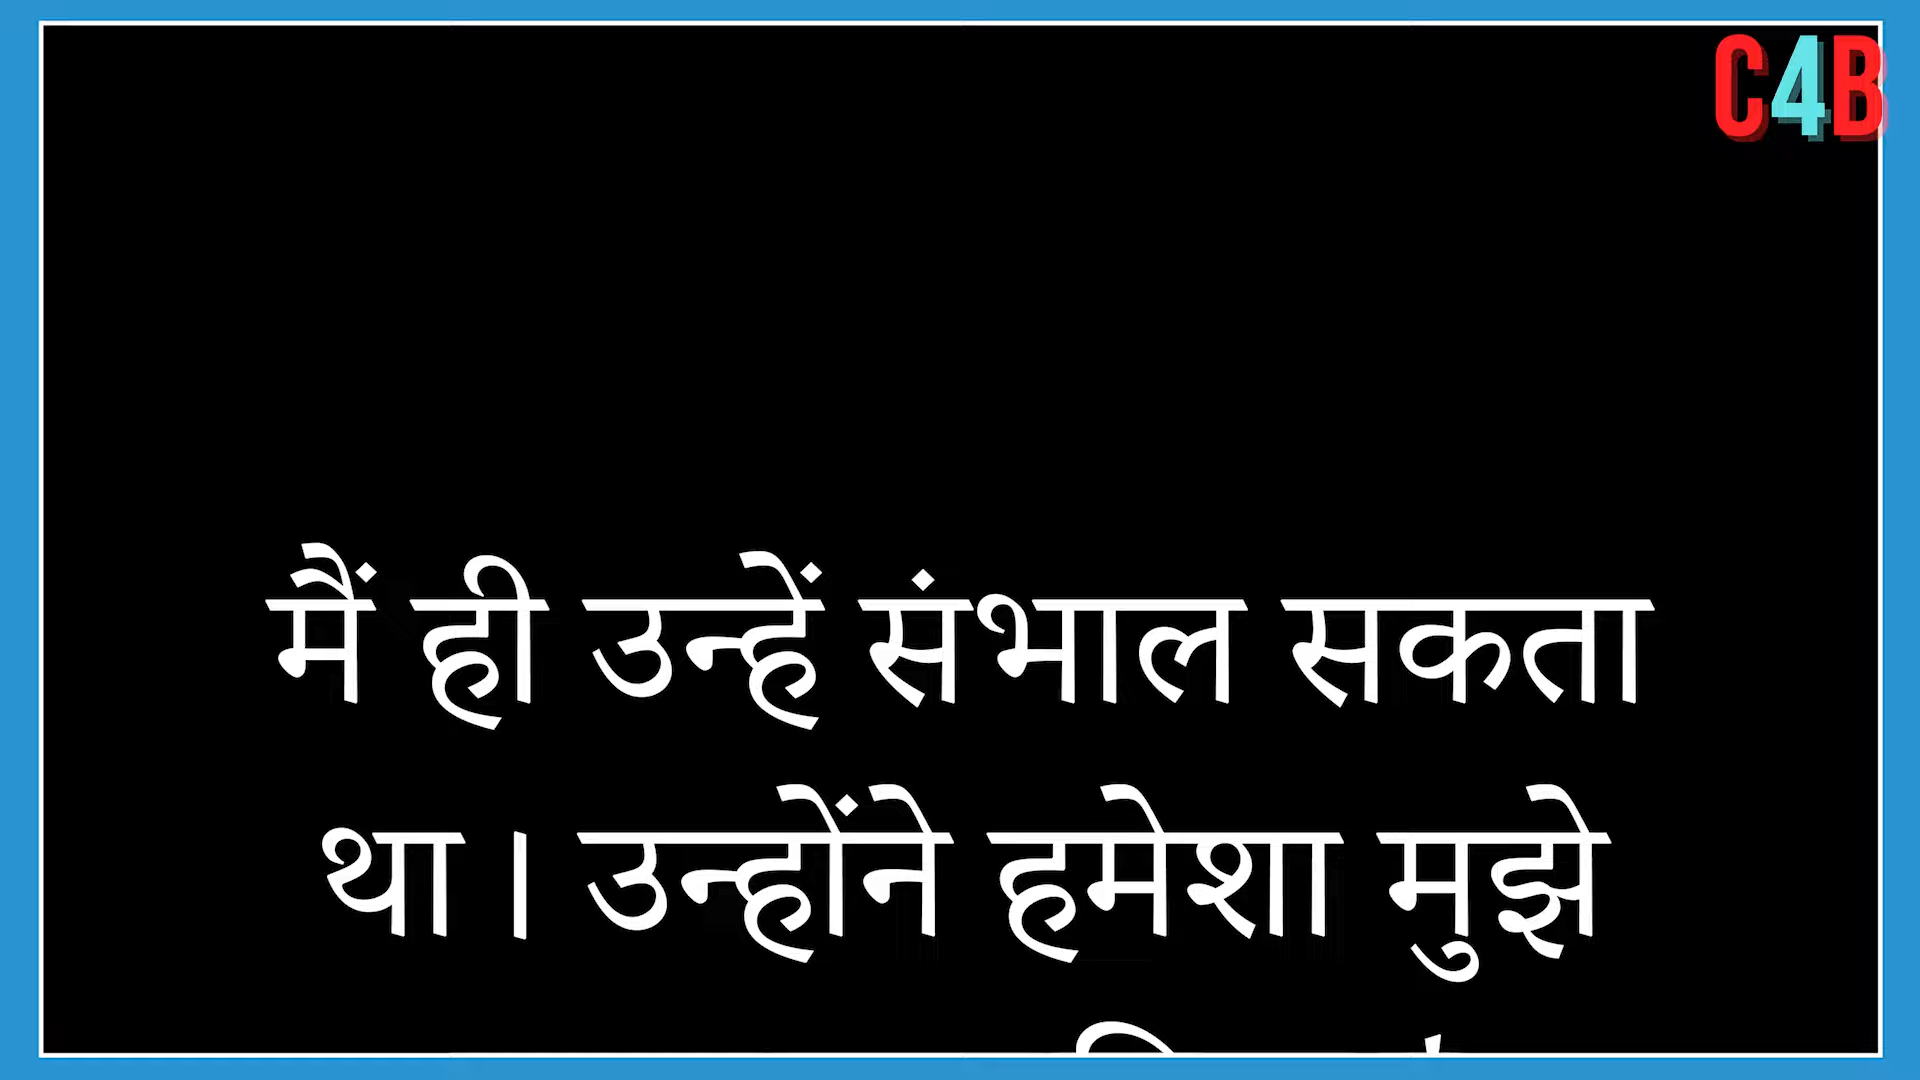 C4B
मैं ही उन्हें संभाल सकता
था । उन्होंने हमेशा मुझे